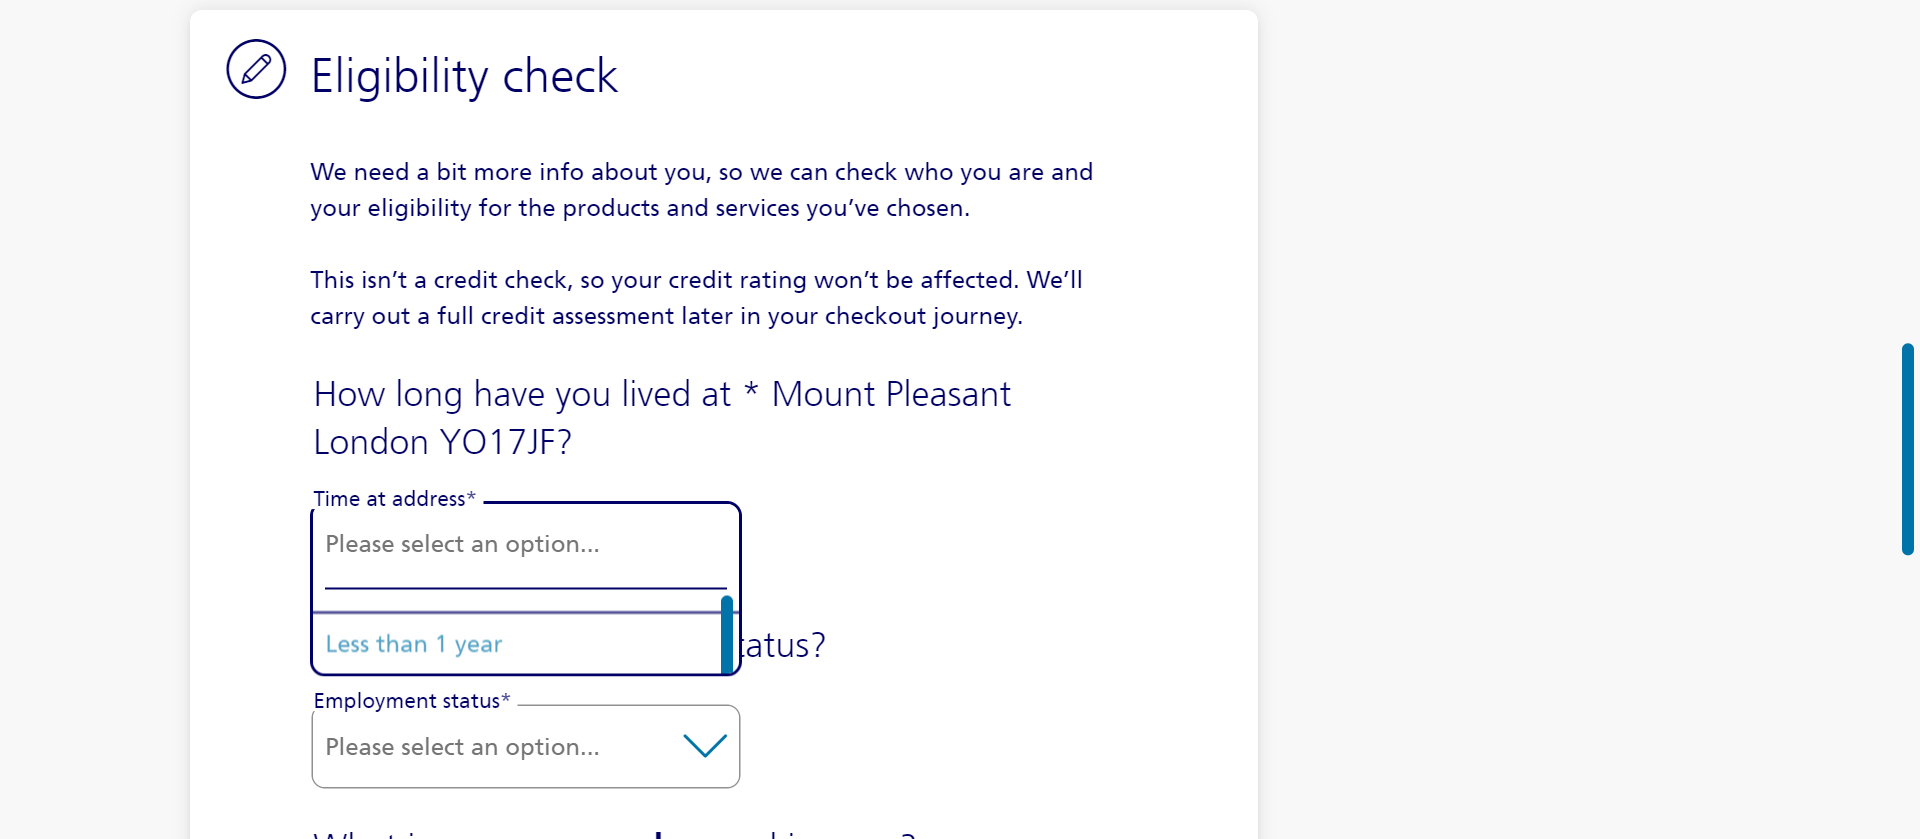 Eligibility check
We need a bit more info about you, so we can check who you are and
your eligibility for the products and services you’ve chosen.
This isn’t a credit check, so your credit rating won’t be affected. We’ll
carry out a full credit assessment later in your checkout journey.
How long have you lived at * Mount Pleasant
London YO17JF?
Time at address*
Please select an option...
Less than 1 year
tatus?
Employment status*
Please select an option...